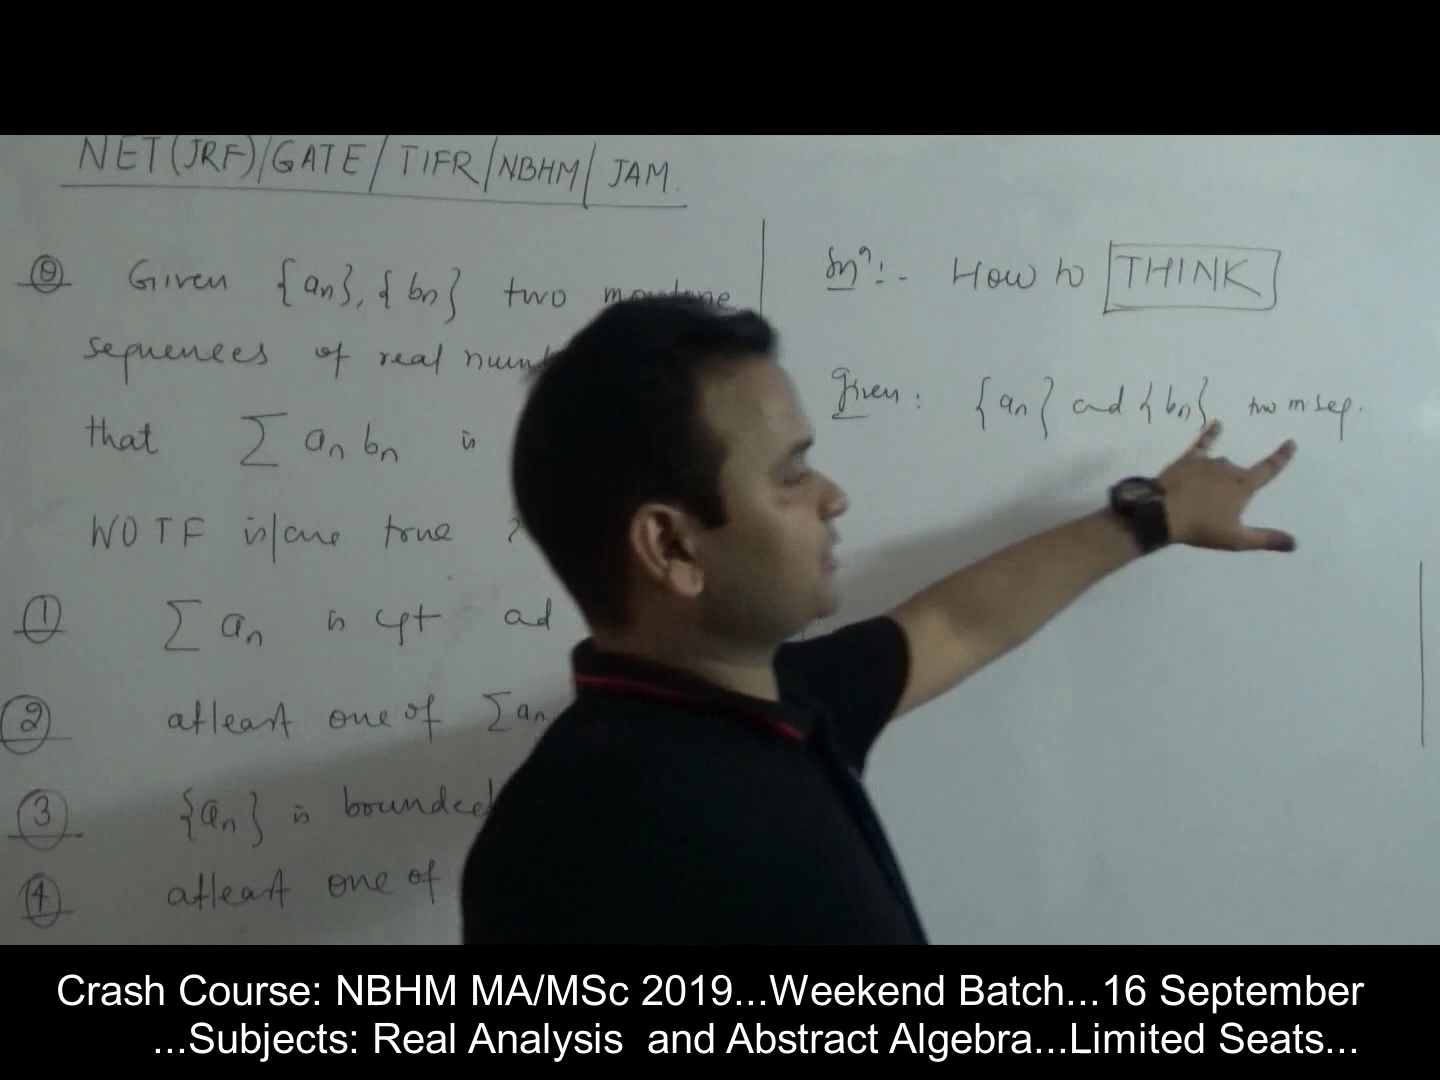 NET(JRF)/GATE/TIFR/NBHM/JAM.
Q Given {an}, {bn} two monotone
sequences of real
that ∑ an bn is
WOTF is/are true ?
1 ∑ an is cgt ad
2 atleast one of ∑ an
3 {an} is bounded
4 atleast one of
Sn^n :- How to THINK
given : {an} and {bn}, two m seq.
Crash Course: NBHM MA/MSc 2019...Weekend Batch...16 September
...Subjects: Real Analysis and Abstract Algebra...Limited Seats...